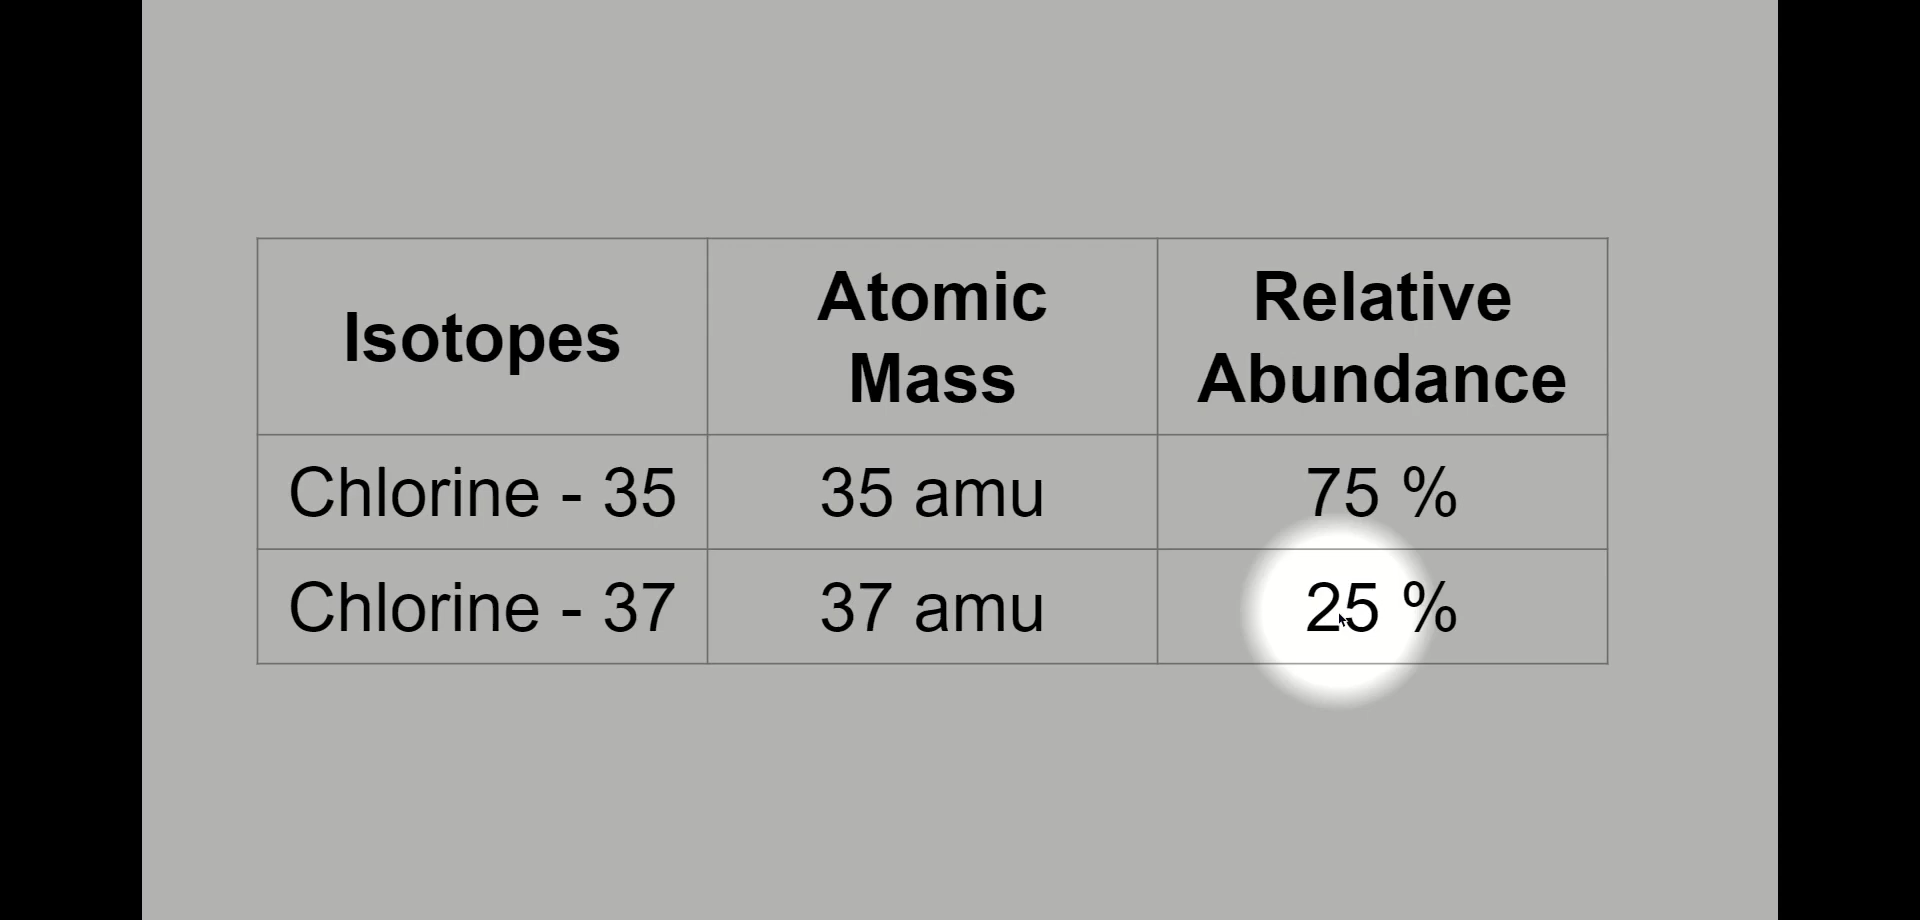 Isotopes
Atomic
Mass
Relative
Abundance
Chlorine - 35
35 amu
75 %
Chlorine - 37
37 amu
25 %